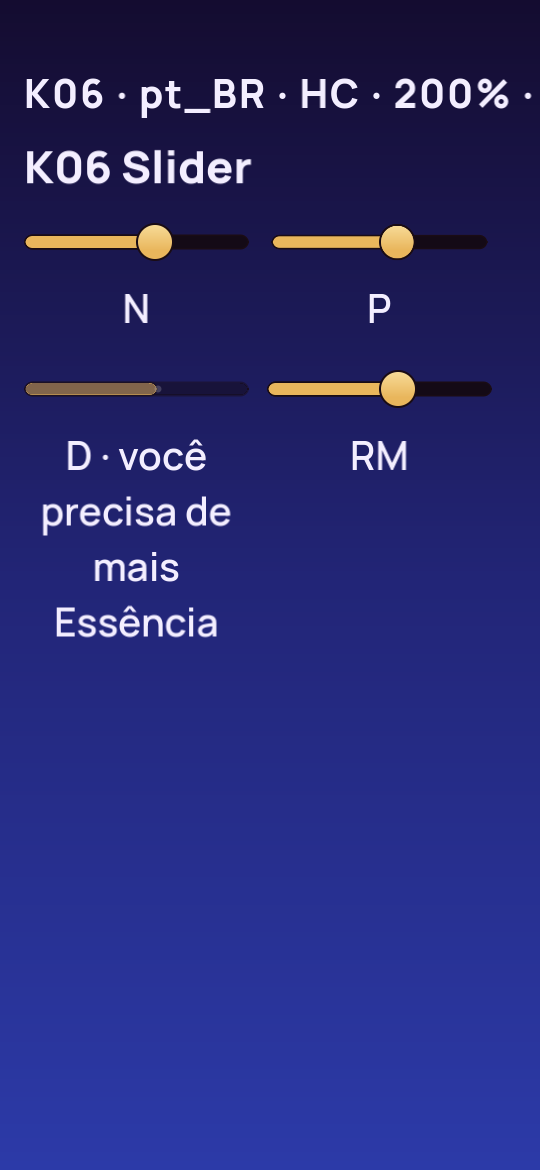 K06 · pt_BR · HC · 200% ·
K06 Slider
N
P
D · você
precisa de
mais
Essência
RM